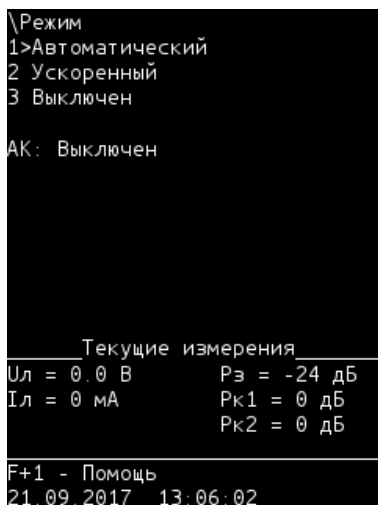 \Режим
1>Автоматический
2 Ускоренный
3 Выключен
АК: Выключен
Текущие измерения
Uл = 0.0 В Рз = -24 дБ
Iл = 0 мА Рк1 = 0 дБ
Рк2 = 0 дБ
F+1 - Помощь
21.09.2017 13:06:02